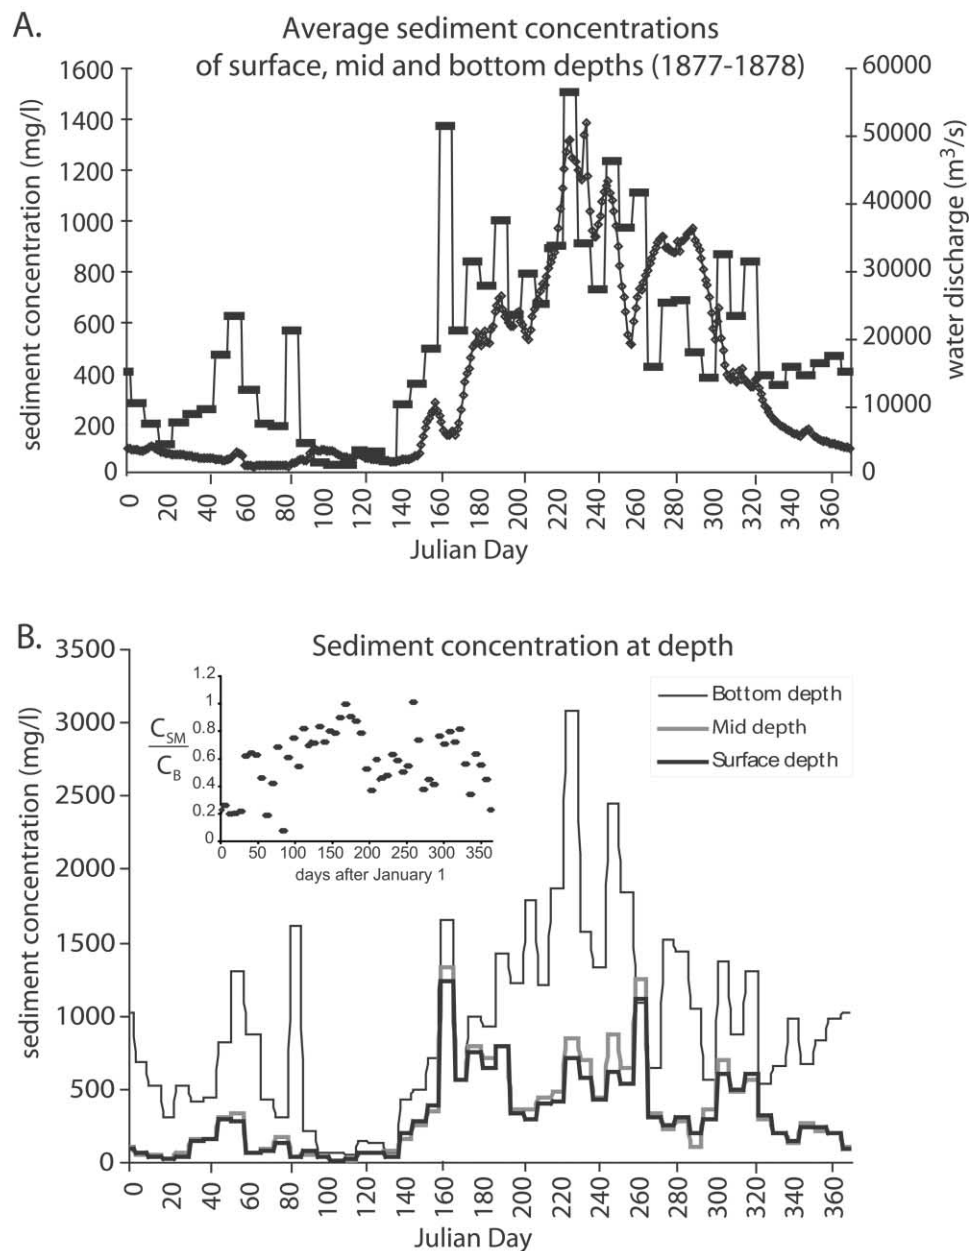 A.
Average sediment concentrations
of surface, mid and bottom depths (1877-1878)
sediment concentration (mg/l)
1600
1400
1200
1000
800
600
400
200
0
water discharge (m³/s)
60000
50000
40000
30000
20000
10000
0
0 20 40 60 80 100 120 140 160 180 200 220 240 260 280 300 320 340 360
Julian Day
B.
Sediment concentration at depth
sediment concentration (mg/l)
3500
3000
2500
2000
1500
1000
500
0
C_SM
C_B
1.2
1
0.8
0.6
0.4
0.2
0
0 50 100 150 200 250 300 350
days after January 1
Bottom depth
Mid depth
Surface depth
0 20 40 60 80 100 120 140 160 180 200 220 240 260 280 300 320 340 360
Julian Day